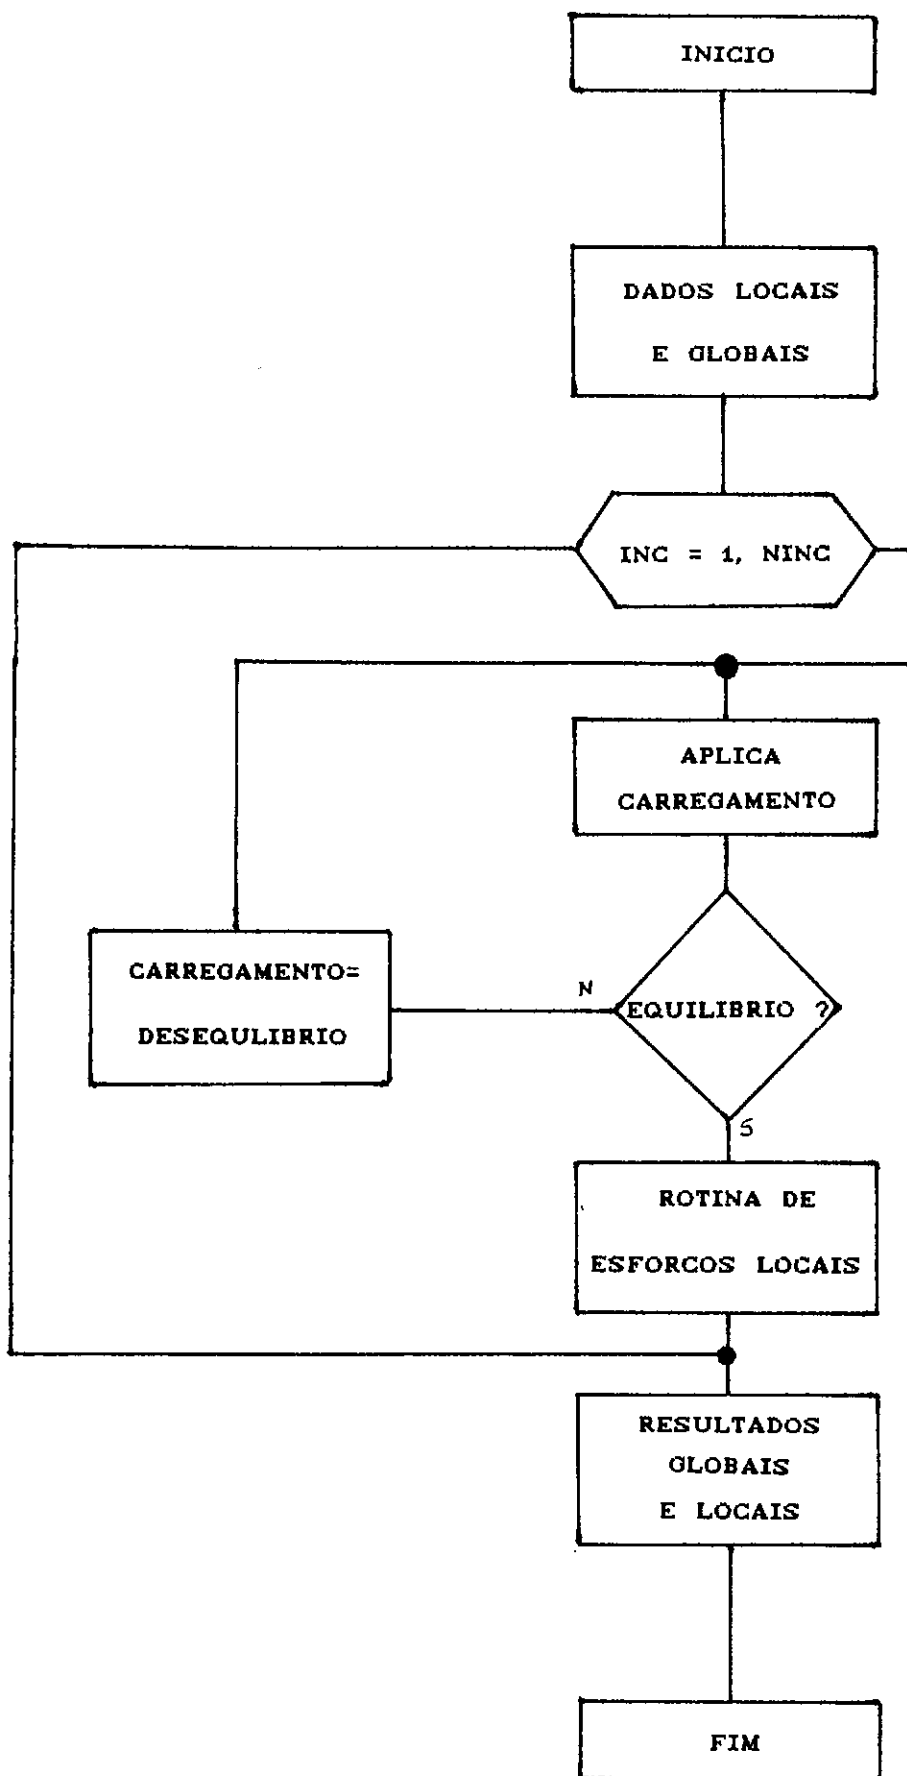 INICIO
DADOS LOCAIS
E GLOBAIS
INC = 1, NINC
APLICA
CARREGAMENTO
CARREGAMENTO=
DESEQULIBRIO
N
EQUILIBRIO ?
S
ROTINA DE
ESFORCOS LOCAIS
RESULTADOS
GLOBAIS
E LOCAIS
FIM